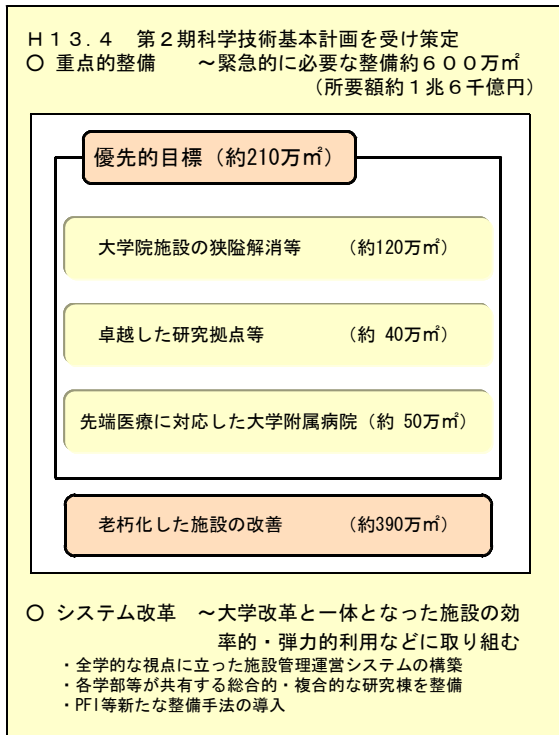 Ｈ１３．４　第２期科学技術基本計画を受け策定
○ 重点的整備　～緊急的に必要な整備約６００万㎡
（所要額約１兆６千億円）
優先的目標（約210万㎡）
大学院施設の狭隘解消等　（約120万㎡）
卓越した研究拠点等　（約 40万㎡）
先端医療に対応した大学附属病院（約 50万㎡）
老朽化した施設の改善　（約390万㎡）
○ システム改革　～大学改革と一体となった施設の効
率的・弾力的利用などに取り組む
・全学的な視点に立った施設管理運営システムの構築
・各学部等が共有する総合的・複合的な研究棟を整備
・PFI等新たな整備手法の導入